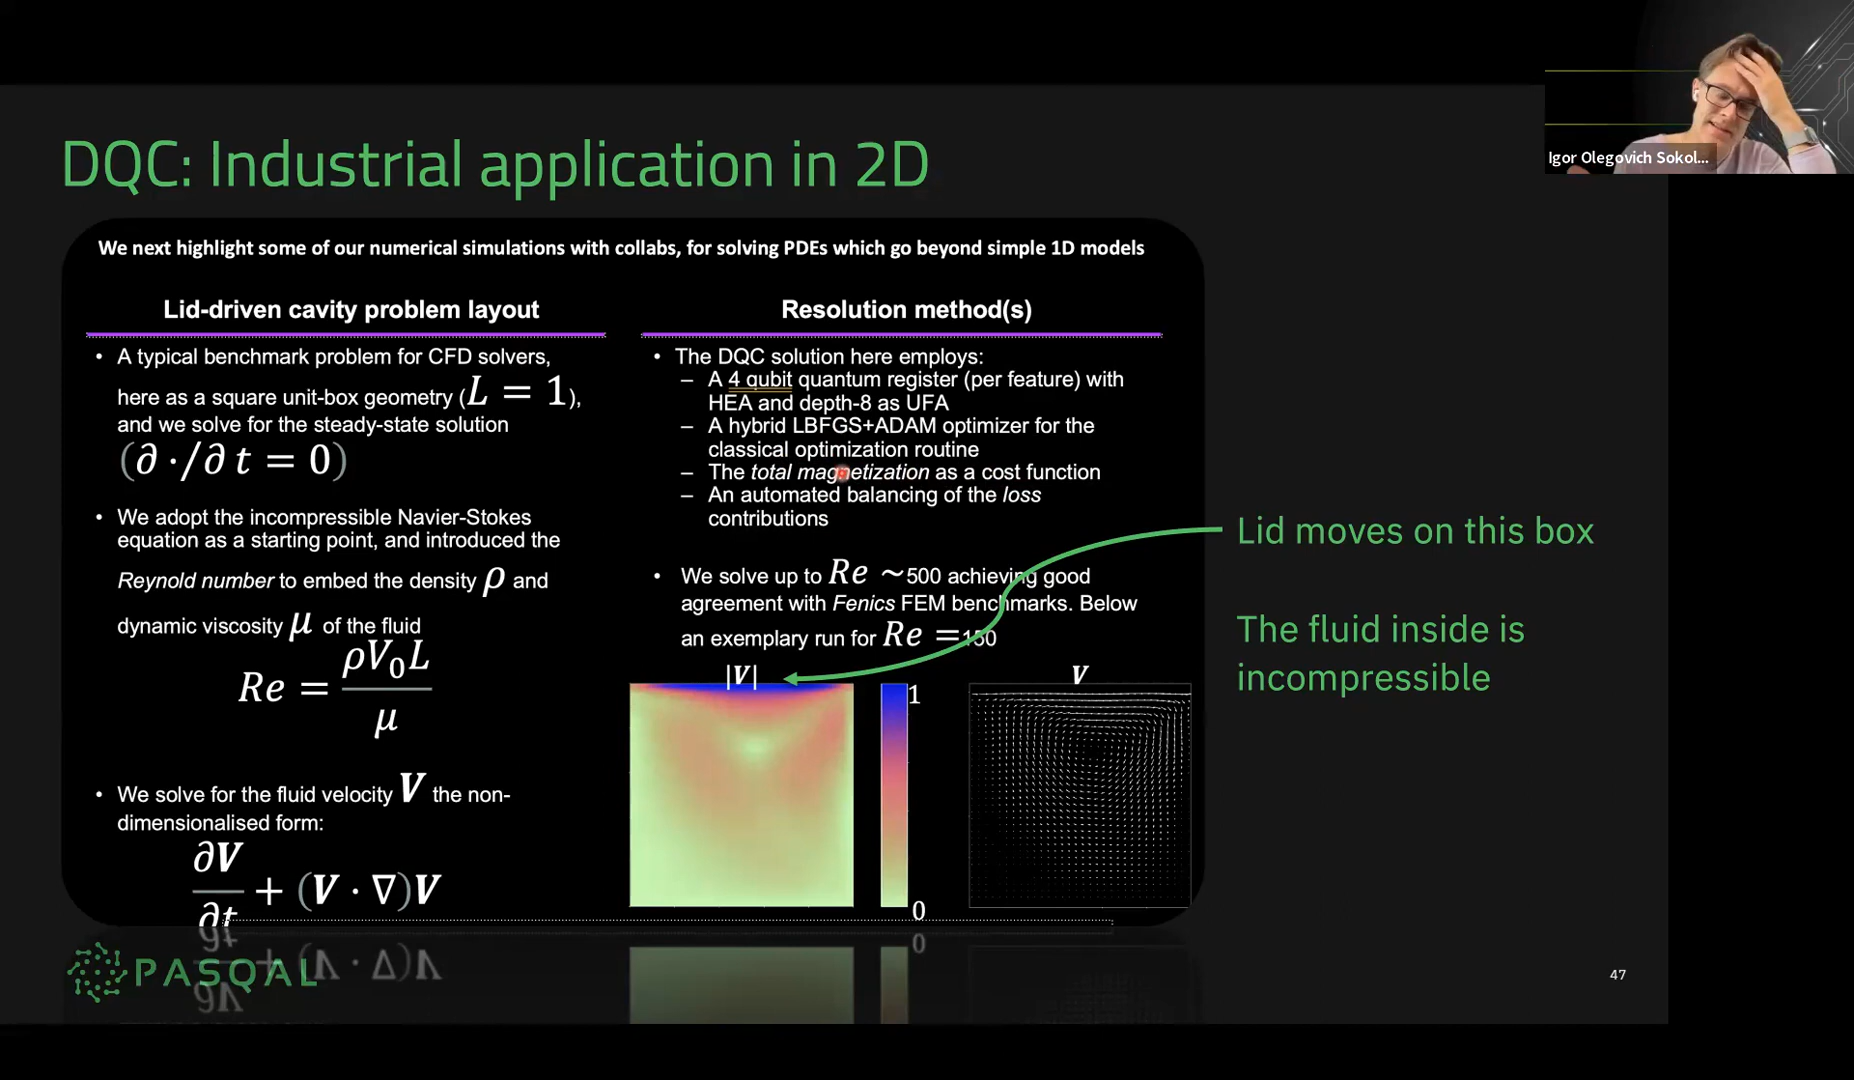 Igor Olegovich Sokol...
DQC: Industrial application in 2D
We next highlight some of our numerical simulations with collabs, for solving PDEs which go beyond simple 1D models
Lid-driven cavity problem layout
• A typical benchmark problem for CFD solvers,
here as a square unit-box geometry (L = 1),
and we solve for the steady-state solution
(∂ ·/∂ t = 0)
• We adopt the incompressible Navier-Stokes
equation as a starting point, and introduced the
Reynold number to embed the density ρ and
dynamic viscosity μ of the fluid
Re = ρV₀L / μ
• We solve for the fluid velocity V the non-
dimensionalised form:
∂V/∂t + (V · ∇)V
Resolution method(s)
• The DQC solution here employs:
– A 4 qubit quantum register (per feature) with
HEA and depth-8 as UFA
– A hybrid LBFGS+ADAM optimizer for the
classical optimization routine
– The total magnetization as a cost function
– An automated balancing of the loss
contributions
• We solve up to Re ~500 achieving good
agreement with Fenics FEM benchmarks. Below
an exemplary run for Re =150
|V|
1
0
V
Lid moves on this box
The fluid inside is
incompressible
PASQAL
47